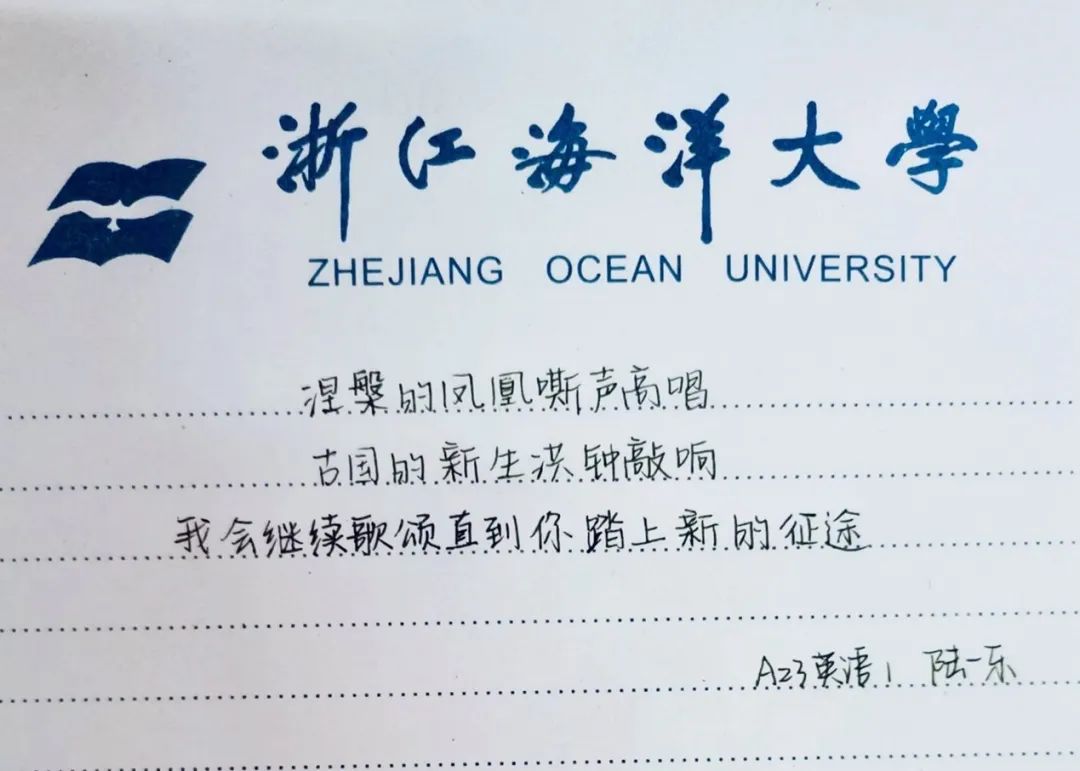 浙江海洋大學
ZHEJIANG OCEAN UNIVERSITY
涅槃的凤凰嘶声高唱
古国的新生洪钟敲响
我会继续歌颂直到你踏上新的征途
A23英语1 陆一乐